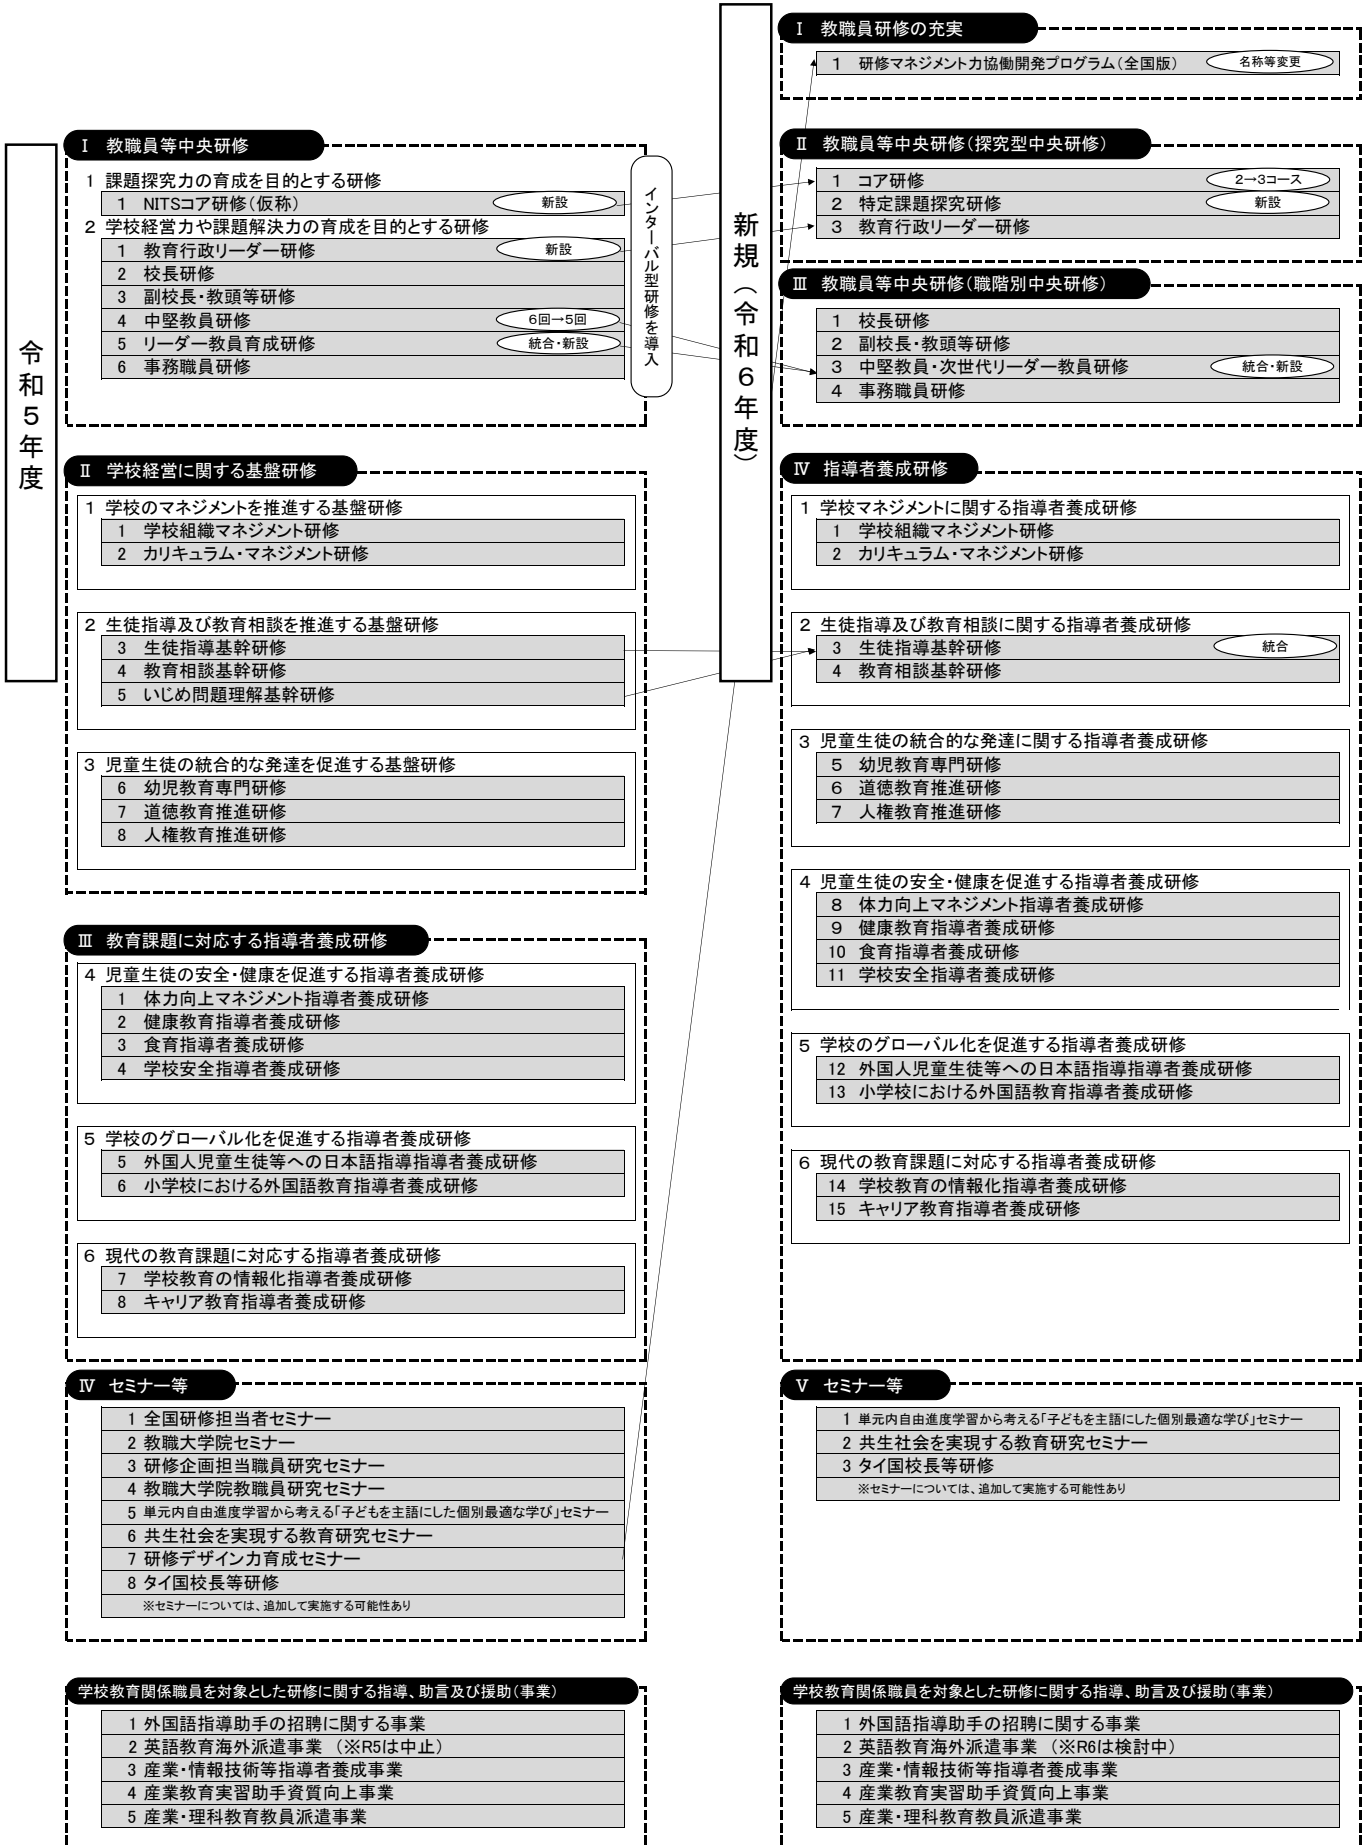 令和５年度
Ⅰ 教職員等中央研修
1 課題探究力の育成を目的とする研修
1 NITSコア研修（仮称） 新設
2 学校経営力や課題解決力の育成を目的とする研修
1 教育行政リーダー研修 新設
2 校長研修
3 副校長・教頭等研修
4 中堅教員研修 6回→5回
5 リーダー教員育成研修 統合・新設
6 事務職員研修
インターバル型研修を導入
Ⅱ 学校経営に関する基盤研修
1 学校のマネジメントを推進する基盤研修
1 学校組織マネジメント研修
2 カリキュラム・マネジメント研修
2 生徒指導及び教育相談を推進する基盤研修
3 生徒指導基幹研修
4 教育相談基幹研修
5 いじめ問題理解基幹研修
3 児童生徒の統合的な発達を促進する基盤研修
6 幼児教育専門研修
7 道徳教育推進研修
8 人権教育推進研修
Ⅲ 教育課題に対応する指導者養成研修
4 児童生徒の安全・健康を促進する指導者養成研修
1 体力向上マネジメント指導者養成研修
2 健康教育指導者養成研修
3 食育指導者養成研修
4 学校安全指導者養成研修
5 学校のグローバル化を促進する指導者養成研修
5 外国人児童生徒等への日本語指導指導者養成研修
6 小学校における外国語教育指導者養成研修
6 現代の教育課題に対応する指導者養成研修
7 学校教育の情報化指導者養成研修
8 キャリア教育指導者養成研修
Ⅳ セミナー等
1 全国研修担当者セミナー
2 教職大学院セミナー
3 研修企画担当職員研究セミナー
4 教職大学院教職員研究セミナー
5 単元内自由進度学習から考える「子どもを主語にした個別最適な学び」セミナー
6 共生社会を実現する教育研究セミナー
7 研修デザイン力育成セミナー
8 タイ国校長等研修
※セミナーについては、追加して実施する可能性あり
学校教育関係職員を対象とした研修に関する指導、助言及び援助（事業）
1 外国語指導助手の招聘に関する事業
2 英語教育海外派遣事業 （※R5は中止）
3 産業・情報技術等指導者養成事業
4 産業教育実習助手資質向上事業
5 産業・理科教育教員派遣事業
新規（令和６年度）
Ⅰ 教職員研修の充実
1 研修マネジメント力協働開発プログラム（全国版） 名称等変更
Ⅱ 教職員等中央研修（探究型中央研修）
1 コア研修 2→3コース
2 特定課題探究研修 新設
3 教育行政リーダー研修
Ⅲ 教職員等中央研修（職階別中央研修）
1 校長研修
2 副校長・教頭等研修
3 中堅教員・次世代リーダー教員研修 統合・新設
4 事務職員研修
Ⅳ 指導者養成研修
1 学校マネジメントに関する指導者養成研修
1 学校組織マネジメント研修
2 カリキュラム・マネジメント研修
2 生徒指導及び教育相談に関する指導者養成研修
3 生徒指導基幹研修 統合
4 教育相談基幹研修
3 児童生徒の統合的な発達に関する指導者養成研修
5 幼児教育専門研修
6 道徳教育推進研修
7 人権教育推進研修
4 児童生徒の安全・健康を促進する指導者養成研修
8 体力向上マネジメント指導者養成研修
9 健康教育指導者養成研修
10 食育指導者養成研修
11 学校安全指導者養成研修
5 学校のグローバル化を促進する指導者養成研修
12 外国人児童生徒等への日本語指導指導者養成研修
13 小学校における外国語教育指導者養成研修
6 現代の教育課題に対応する指導者養成研修
14 学校教育の情報化指導者養成研修
15 キャリア教育指導者養成研修
Ⅴ セミナー等
1 単元内自由進度学習から考える「子どもを主語にした個別最適な学び」セミナー
2 共生社会を実現する教育研究セミナー
3 タイ国校長等研修
※セミナーについては、追加して実施する可能性あり
学校教育関係職員を対象とした研修に関する指導、助言及び援助（事業）
1 外国語指導助手の招聘に関する事業
2 英語教育海外派遣事業 （※R6は検討中）
3 産業・情報技術等指導者養成事業
4 産業教育実習助手資質向上事業
5 産業・理科教育教員派遣事業